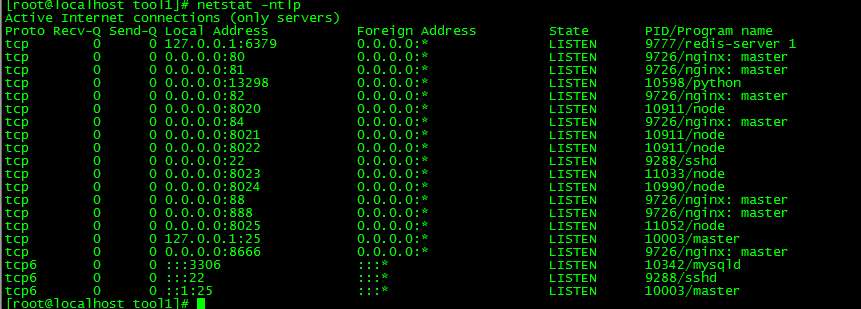 [root@localhost tool1]# netstat -ntlp
Active Internet connections (only servers)
Proto Recv-Q Send-Q Local Address           Foreign Address         State       PID/Program name
tcp        0      0 127.0.0.1:6379          0.0.0.0:*               LISTEN      9777/redis-server 1
tcp        0      0 0.0.0.0:80              0.0.0.0:*               LISTEN      9726/nginx: master
tcp        0      0 0.0.0.0:81              0.0.0.0:*               LISTEN      9726/nginx: master
tcp        0      0 0.0.0.0:13298           0.0.0.0:*               LISTEN      10598/python
tcp        0      0 0.0.0.0:82              0.0.0.0:*               LISTEN      9726/nginx: master
tcp        0      0 0.0.0.0:8020            0.0.0.0:*               LISTEN      10911/node
tcp        0      0 0.0.0.0:84              0.0.0.0:*               LISTEN      9726/nginx: master
tcp        0      0 0.0.0.0:8021            0.0.0.0:*               LISTEN      10911/node
tcp        0      0 0.0.0.0:8022            0.0.0.0:*               LISTEN      10911/node
tcp        0      0 0.0.0.0:22              0.0.0.0:*               LISTEN      9288/sshd
tcp        0      0 0.0.0.0:8023            0.0.0.0:*               LISTEN      11033/node
tcp        0      0 0.0.0.0:8024            0.0.0.0:*               LISTEN      10990/node
tcp        0      0 0.0.0.0:88              0.0.0.0:*               LISTEN      9726/nginx: master
tcp        0      0 0.0.0.0:888             0.0.0.0:*               LISTEN      9726/nginx: master
tcp        0      0 0.0.0.0:8025            0.0.0.0:*               LISTEN      11052/node
tcp        0      0 127.0.0.1:25            0.0.0.0:*               LISTEN      10003/master
tcp        0      0 0.0.0.0:8666            0.0.0.0:*               LISTEN      9726/nginx: master
tcp6       0      0 :::3306                 :::*                    LISTEN      10342/mysqld
tcp6       0      0 :::22                   :::*                    LISTEN      9288/sshd
tcp6       0      0 ::1:25                  :::*                    LISTEN      10003/master
[root@localhost tool1]#